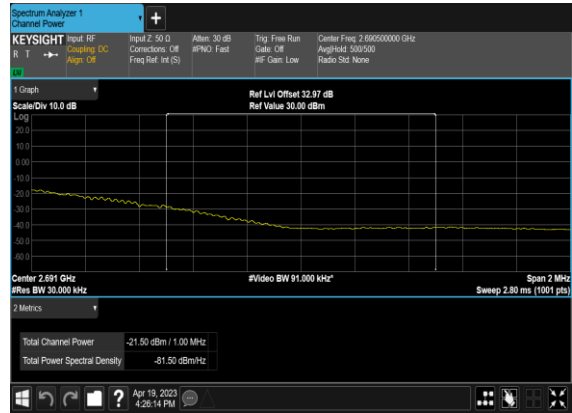 Spectrum Analyzer 1
Channel Power
+
KEYSIGHT Input: RF Input Z: 50 Ω Atten: 30 dB Trig: Free Run Center Freq: 2.690500000 GHz
R T Coupling: DC Corrections: Off #PNO: Fast Gate: Off Avg|Hold: 500/500
Align: Off Freq Ref: Int (S) #IF Gain: Low Radio Std: None
LW
1 Graph
Ref Lvl Offset 32.97 dB
Scale/Div 10.0 dB Ref Value 30.00 dBm
Log
20.0
10.0
0.00
-10.0
-20.0
-30.0
-40.0
-50.0
-60.0
Center 2.691 GHz #Video BW 91.000 kHz* Span 2 MHz
#Res BW 30.000 kHz Sweep 2.80 ms (1001 pts)
2 Metrics
Total Channel Power -21.50 dBm / 1.00 MHz
Total Power Spectral Density -81.50 dBm/Hz
? Apr 19, 2023
4:26:14 PM